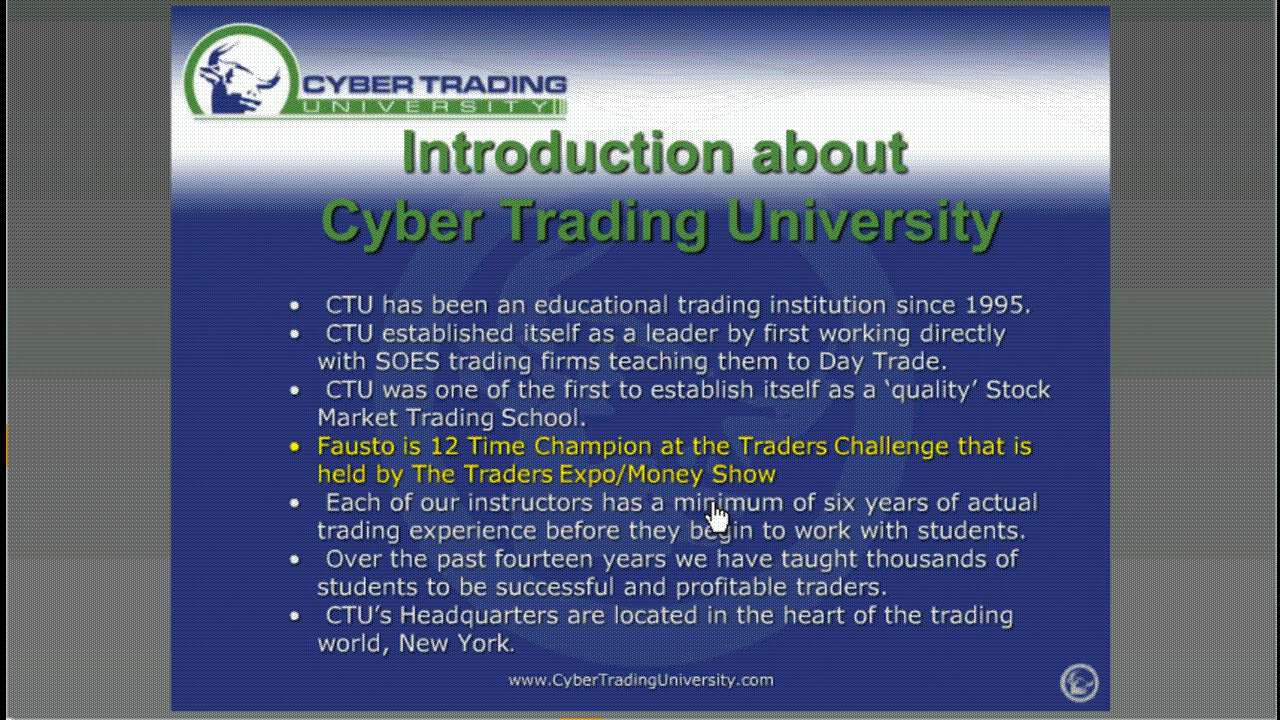 CYBER TRADING
UNIVERSITY
Introduction about
Cyber Trading University
• CTU has been an educational trading institution since 1995.
• CTU established itself as a leader by first working directly
with SOES trading firms teaching them to Day Trade.
• CTU was one of the first to establish itself as a ‘quality’ Stock
Market Trading School.
• Fausto is 12 Time Champion at the Traders Challenge that is
held by The Traders Expo/Money Show
• Each of our instructors has a minimum of six years of actual
trading experience before they begin to work with students.
• Over the past fourteen years we have taught thousands of
students to be successful and profitable traders.
• CTU’s Headquarters are located in the heart of the trading
world, New York.
www.CyberTradingUniversity.com